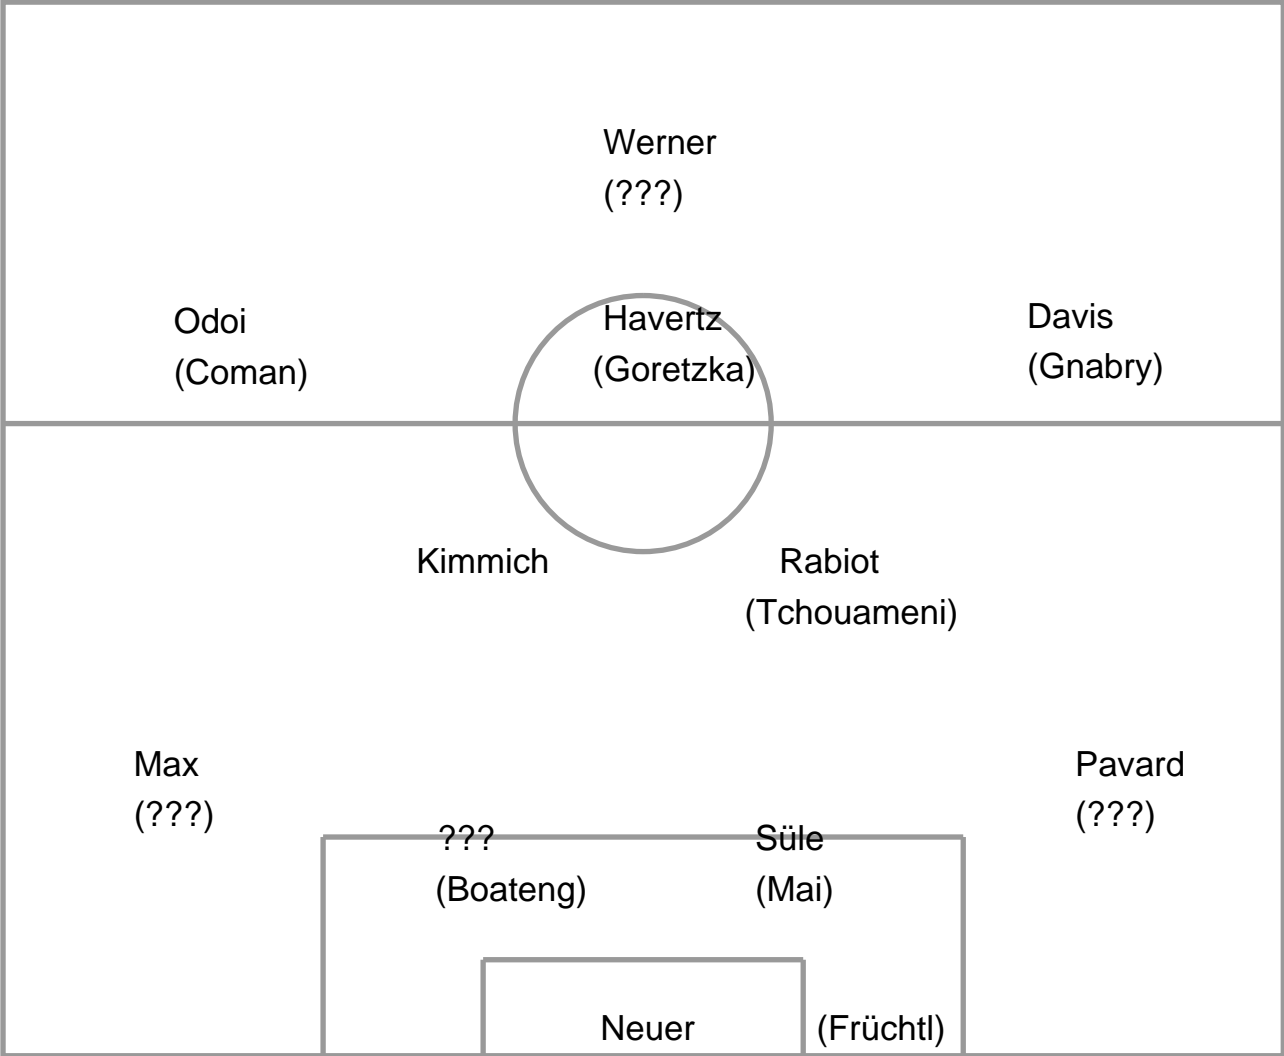 Werner
(???)
Odoi
(Coman)
Havertz
(Goretzka)
Davis
(Gnabry)
Kimmich
Rabiot
(Tchouameni)
Max
(???)
???
(Boateng)
Süle
(Mai)
Pavard
(???)
Neuer
(Früchtl)